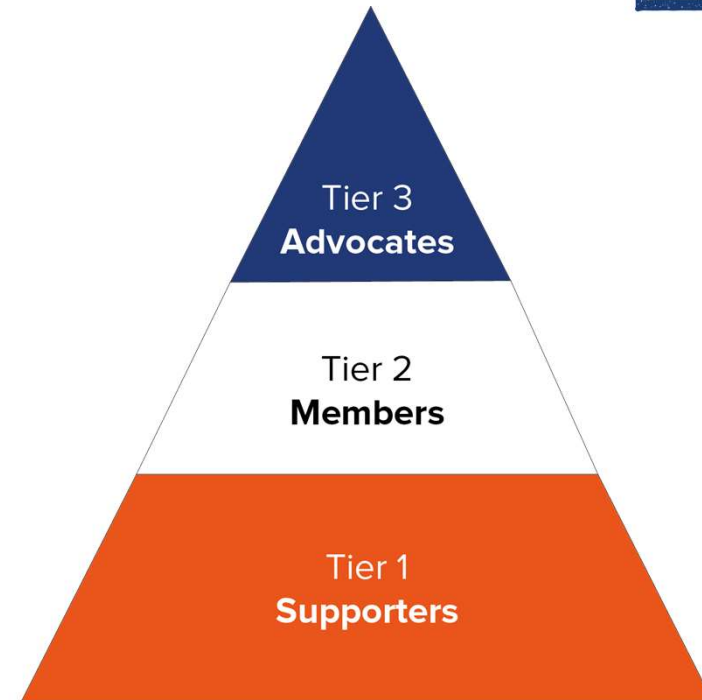 Tier 3
Advocates
Tier 2
Members
Tier 1
Supporters